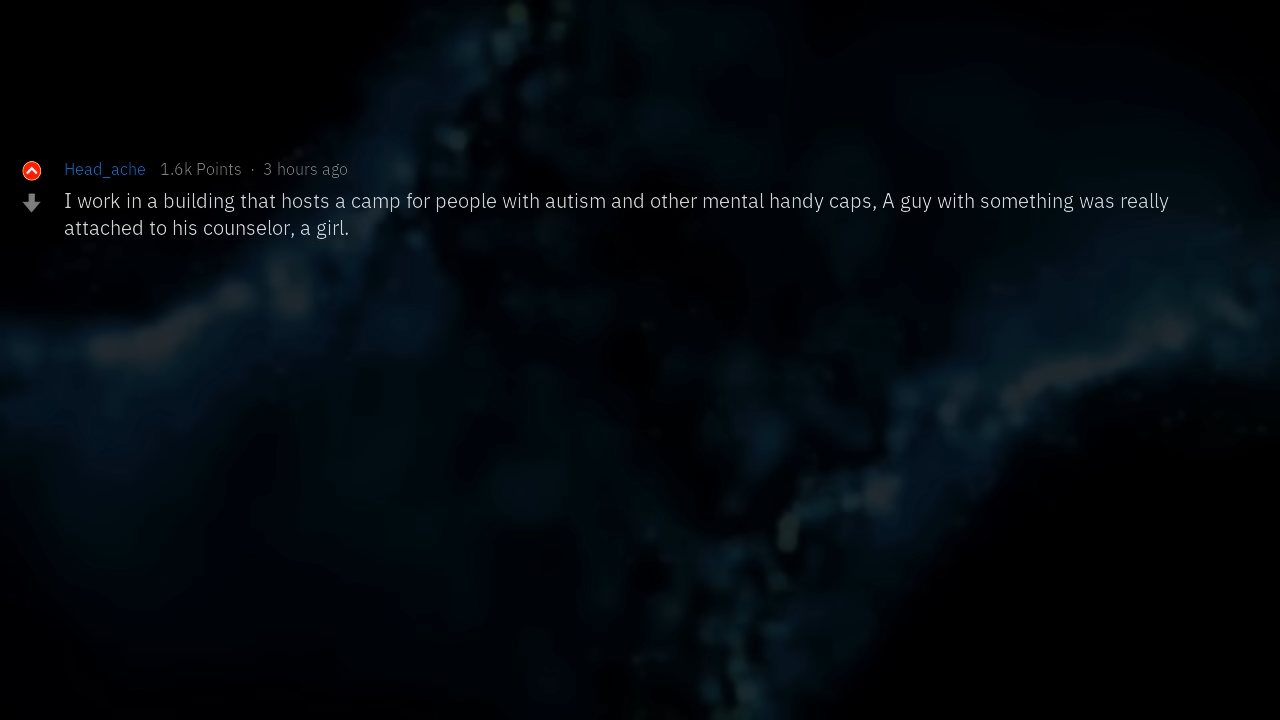 Head_ache 1.6k Points · 3 hours ago
I work in a building that hosts a camp for people with autism and other mental handy caps, A guy with something was really
attached to his counselor, a girl.